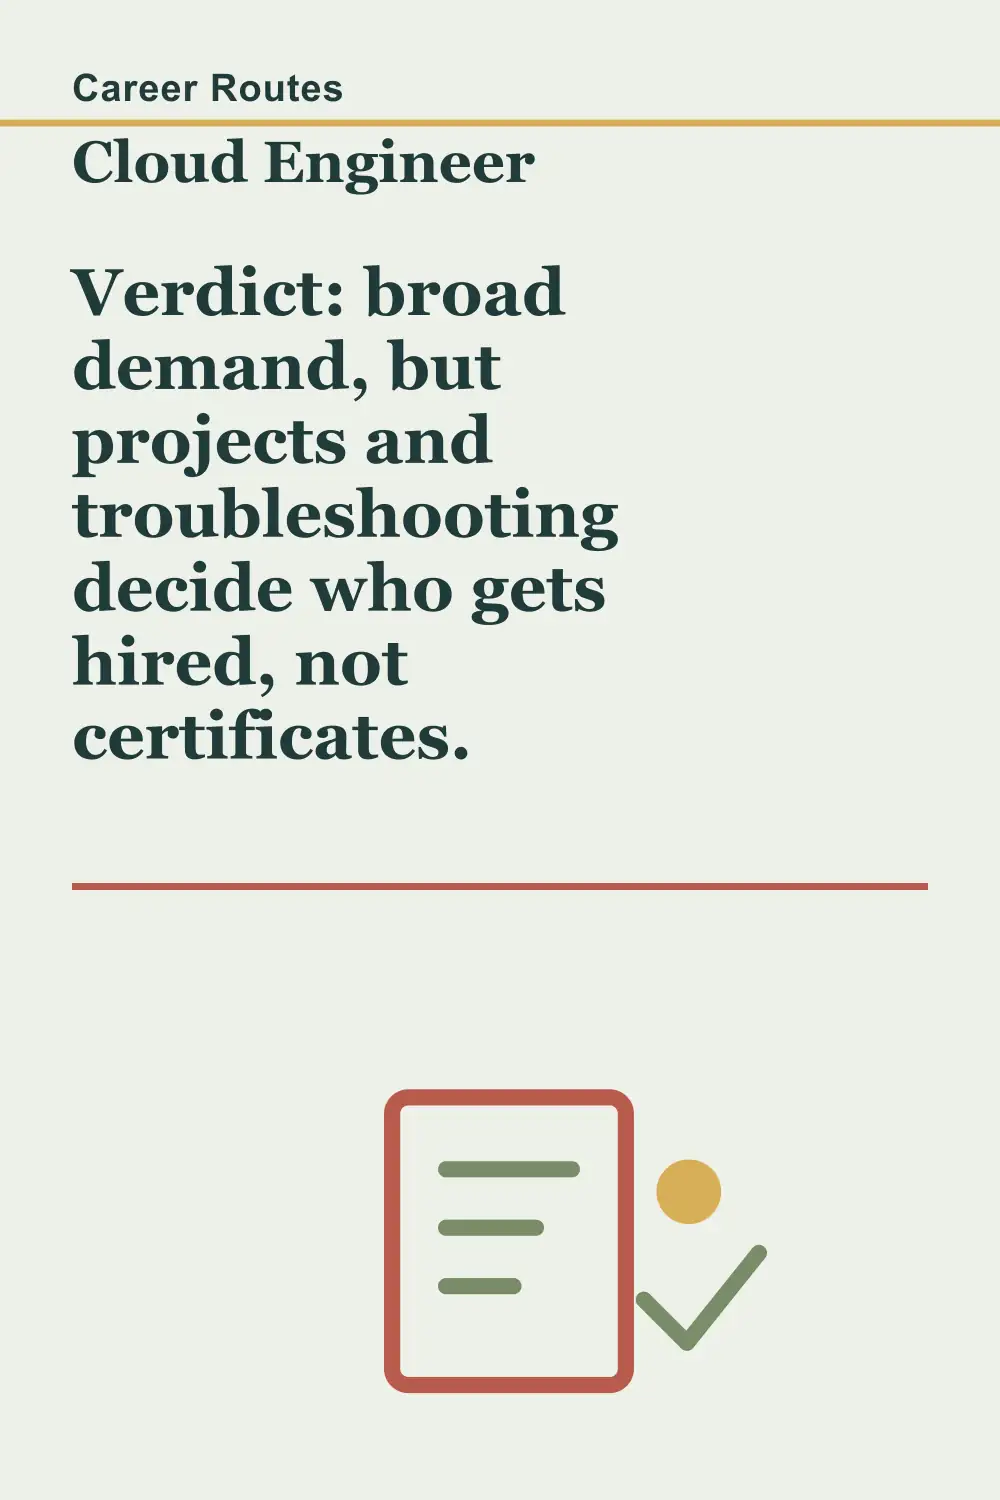 Career Routes
Cloud Engineer
Verdict: broad
demand, but
projects and
troubleshooting
decide who gets
hired, not
certificates.